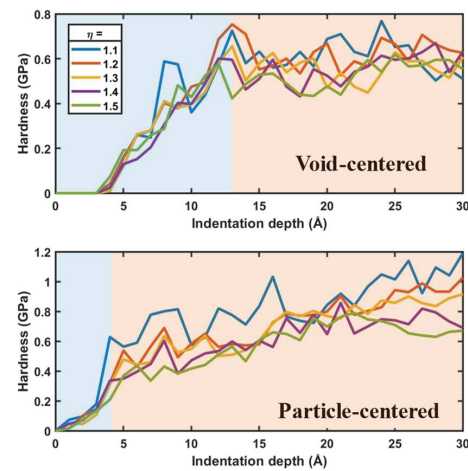 0.8
0.6
0.4
0.2
0
Hardness (GPa)
η =
1.1
1.2
1.3
1.4
1.5
Void-centered
0 5 10 15 20 25 30
Indentation depth (Å)
1.2
1
0.8
0.6
0.4
0.2
0
Hardness (GPa)
Particle-centered
0 5 10 15 20 25 30
Indentation depth (Å)